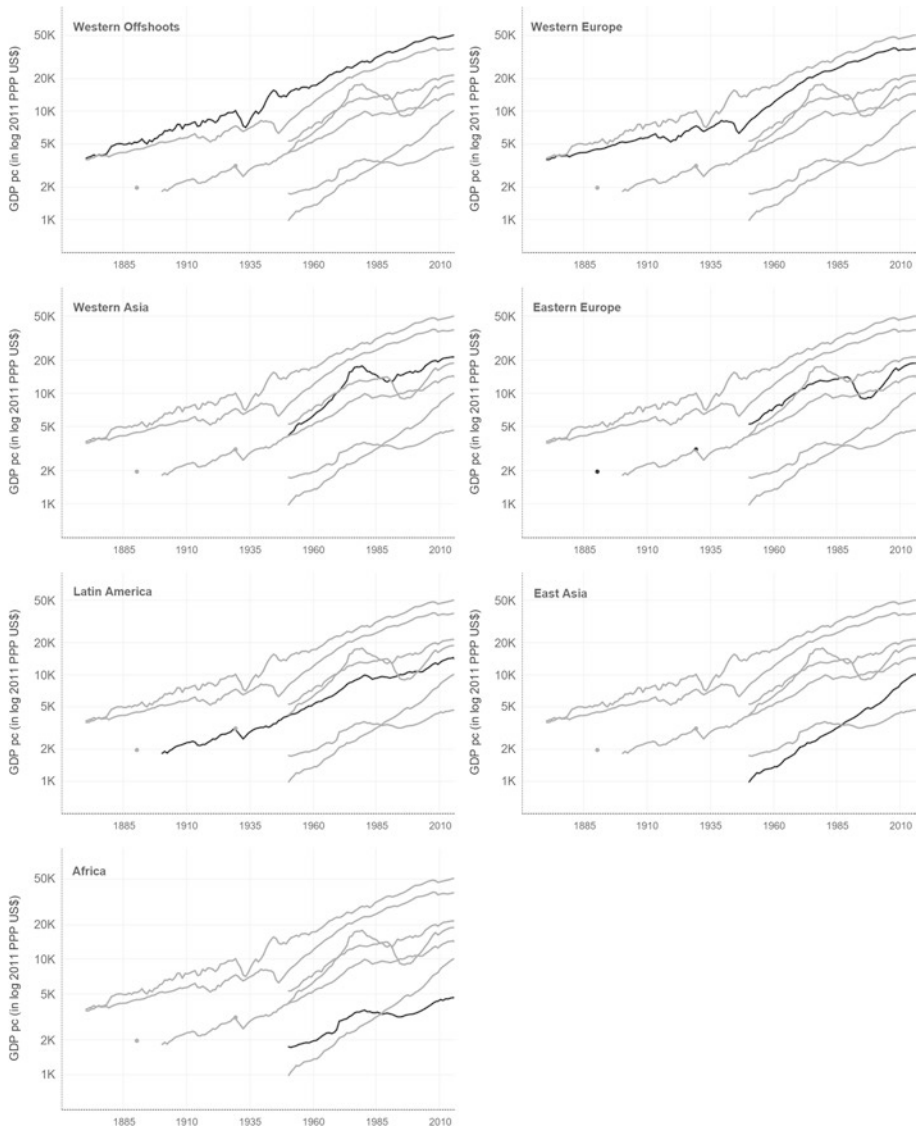 Western Offshoots
GDP pc (in log 2011 PPP US$)
50K
20K
10K
5K
2K
1K
1885 1910 1935 1960 1985 2010
Western Europe
GDP pc (in log 2011 PPP US$)
50K
20K
10K
5K
2K
1K
1885 1910 1935 1960 1985 2010
Western Asia
GDP pc (in log 2011 PPP US$)
50K
20K
10K
5K
2K
1K
1885 1910 1935 1960 1985 2010
Eastern Europe
GDP pc (in log 2011 PPP US$)
50K
20K
10K
5K
2K
1K
1885 1910 1935 1960 1985 2010
Latin America
GDP pc (in log 2011 PPP US$)
50K
20K
10K
5K
2K
1K
1885 1910 1935 1960 1985 2010
East Asia
GDP pc (in log 2011 PPP US$)
50K
20K
10K
5K
2K
1K
1885 1910 1935 1960 1985 2010
Africa
GDP pc (in log 2011 PPP US$)
50K
20K
10K
5K
2K
1K
1885 1910 1935 1960 1985 2010